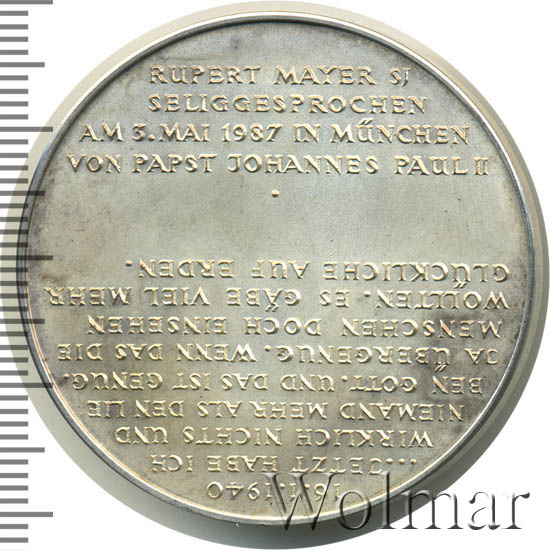 RUPERT MAYER SJ
SELIGGESPROCHEN
AM 3. MAI 1987 IN MÜNCHEN
VON PAPST JOHANNES PAUL II
16.1.1940
... JETZT HABE ICH
WIRKLICH NICHTS UND
NIEMAND MEHR ALS DEN LIE
BEN GOTT. UND DAS IST GENUG,
JA ÜBERGENUG. WENN DAS DIE
MENSCHEN DOCH EINSEHEN
WOLLTEN. ES GÄBE VIEL MEHR
GLÜCKLICHE AUF ERDEN.
Wolmar